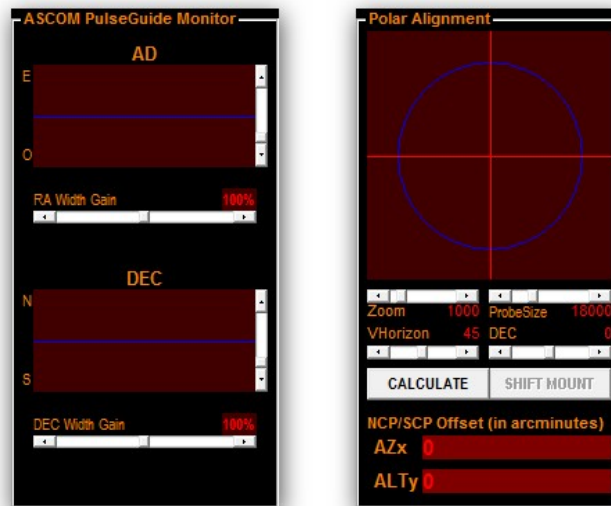 ASCOM PulseGuide Monitor
AD
E
O
RA Width Gain 100%
DEC
N
S
DEC Width Gain 100%
Polar Alignment
Zoom 1000 ProbeSize 18000
VHorizon 45 DEC 0
CALCULATE SHIFT MOUNT
NCP/SCP Offset (in arcminutes)
AZx 0
ALTy 0